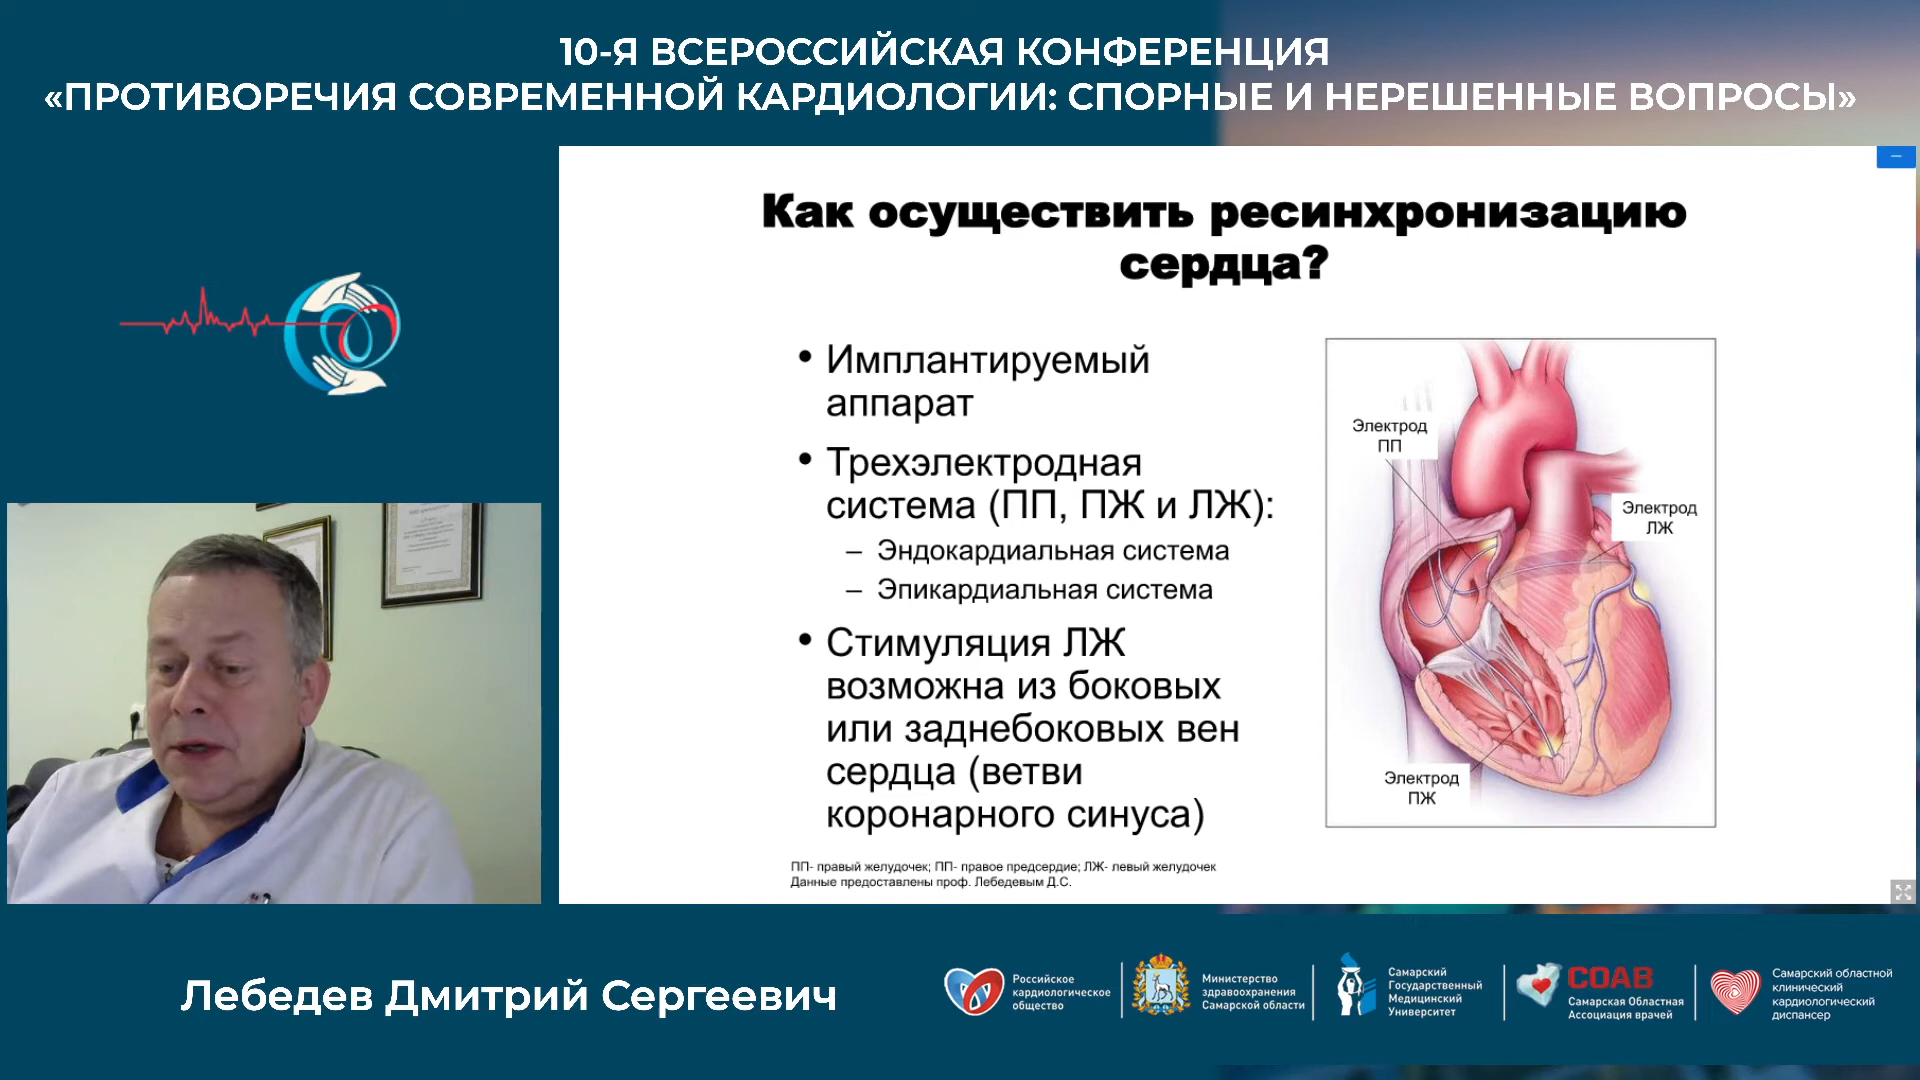 10-Я ВСЕРОССИЙСКАЯ КОНФЕРЕНЦИЯ
«ПРОТИВОРЕЧИЯ СОВРЕМЕННОЙ КАРДИОЛОГИИ: СПОРНЫЕ И НЕРЕШЕННЫЕ ВОПРОСЫ»
Как осуществить ресинхронизацию
сердца?
• Имплантируемый
аппарат
• Трехэлектродная
система (ПП, ПЖ и ЛЖ):
– Эндокардиальная система
– Эпикардиальная система
• Стимуляция ЛЖ
возможна из боковых
или заднебоковых вен
сердца (ветви
коронарного синуса)
Электрод
ПП
Электрод
ЛЖ
Электрод
ПЖ
ПП- правый желудочек; ПП- правое предсердие; ЛЖ- левый желудочек
Данные предоставлены проф. Лебедевым Д.С.
Лебедев Дмитрий Сергеевич
Российское
кардиологическое
общество
Министерство
здравоохранения
Самарской области
Самарский
Государственный
Медицинский
Университет
СОАВ
Самарская Областная
Ассоциация врачей
Самарский областной
клинический
кардиологический
диспансер